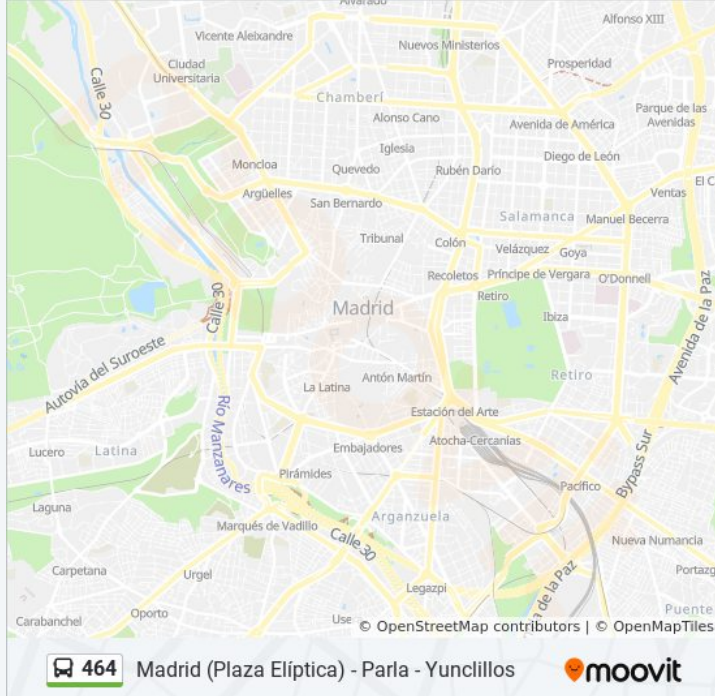 Alvarado
Alfonso XIII
Vicente Aleixandre
Nuevos Ministerios
Ciudad
Universitaria
Prosperidad
Calle 30
Chamberí
Parque de las
Avenidas
Alonso Cano
Avenida de América
Iglesia
Diego de León
Moncloa
Quevedo
Rubén Darío
El C
Argüelles
Ventas
San Bernardo
Salamanca
Manuel Becerra
Tribunal
Colón
Velázquez
Goya
Recoletos
Príncipe de Vergara
O'Donnell
Retiro
Calle 30
Madrid
Ibiza
Avenida de la Paz
Autovía del Suroeste
La Latina
Antón Martín
Retiro
Estación del Arte
Río Manzanares
Lucero
Latina
Embajadores
Atocha-Cercanías
Bypass Sur
Pirámides
Pacífico
Laguna
Marqués de Vadillo
Arganzuela
Calle 30
Nueva Numancia
Carpetana
Urgel
Legazpi
a de la Paz
Portazg
Carabanchel
Oporto
Use
Puente
© OpenStreetMap contributors | © OpenMapTiles
464 Madrid (Plaza Elíptica) - Parla - Yunclillos moovit